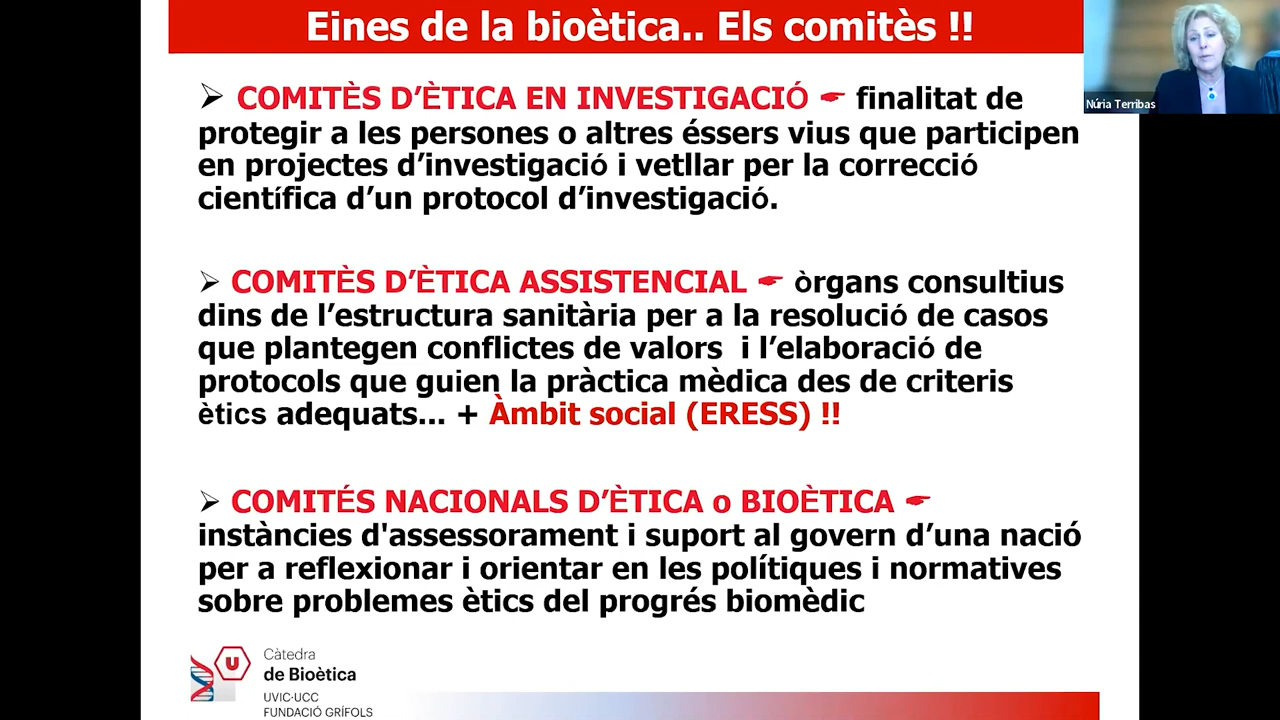 Eines de la bioètica.. Els comitès !!
Núria Terribas
➢ COMITÈS D’ÈTICA EN INVESTIGACIÓ ☛ finalitat de
protegir a les persones o altres éssers vius que participen
en projectes d’investigació i vetllar per la correcció
científica d’un protocol d’investigació.
➢ COMITÈS D’ÈTICA ASSISTENCIAL ☛ òrgans consultius
dins de l’estructura sanitària per a la resolució de casos
que plantegen conflictes de valors i l’elaboració de
protocols que guien la pràctica mèdica des de criteris
ètics adequats... + Àmbit social (ERESS) !!
➢ COMITÉS NACIONALS D’ÈTICA o BIOÈTICA ☛
instàncies d'assessorament i suport al govern d’una nació
per a reflexionar i orientar en les polítiques i normatives
sobre problemes ètics del progrés biomèdic
U
Càtedra
de Bioètica
UVIC·UCC
FUNDACIÓ GRÍFOLS